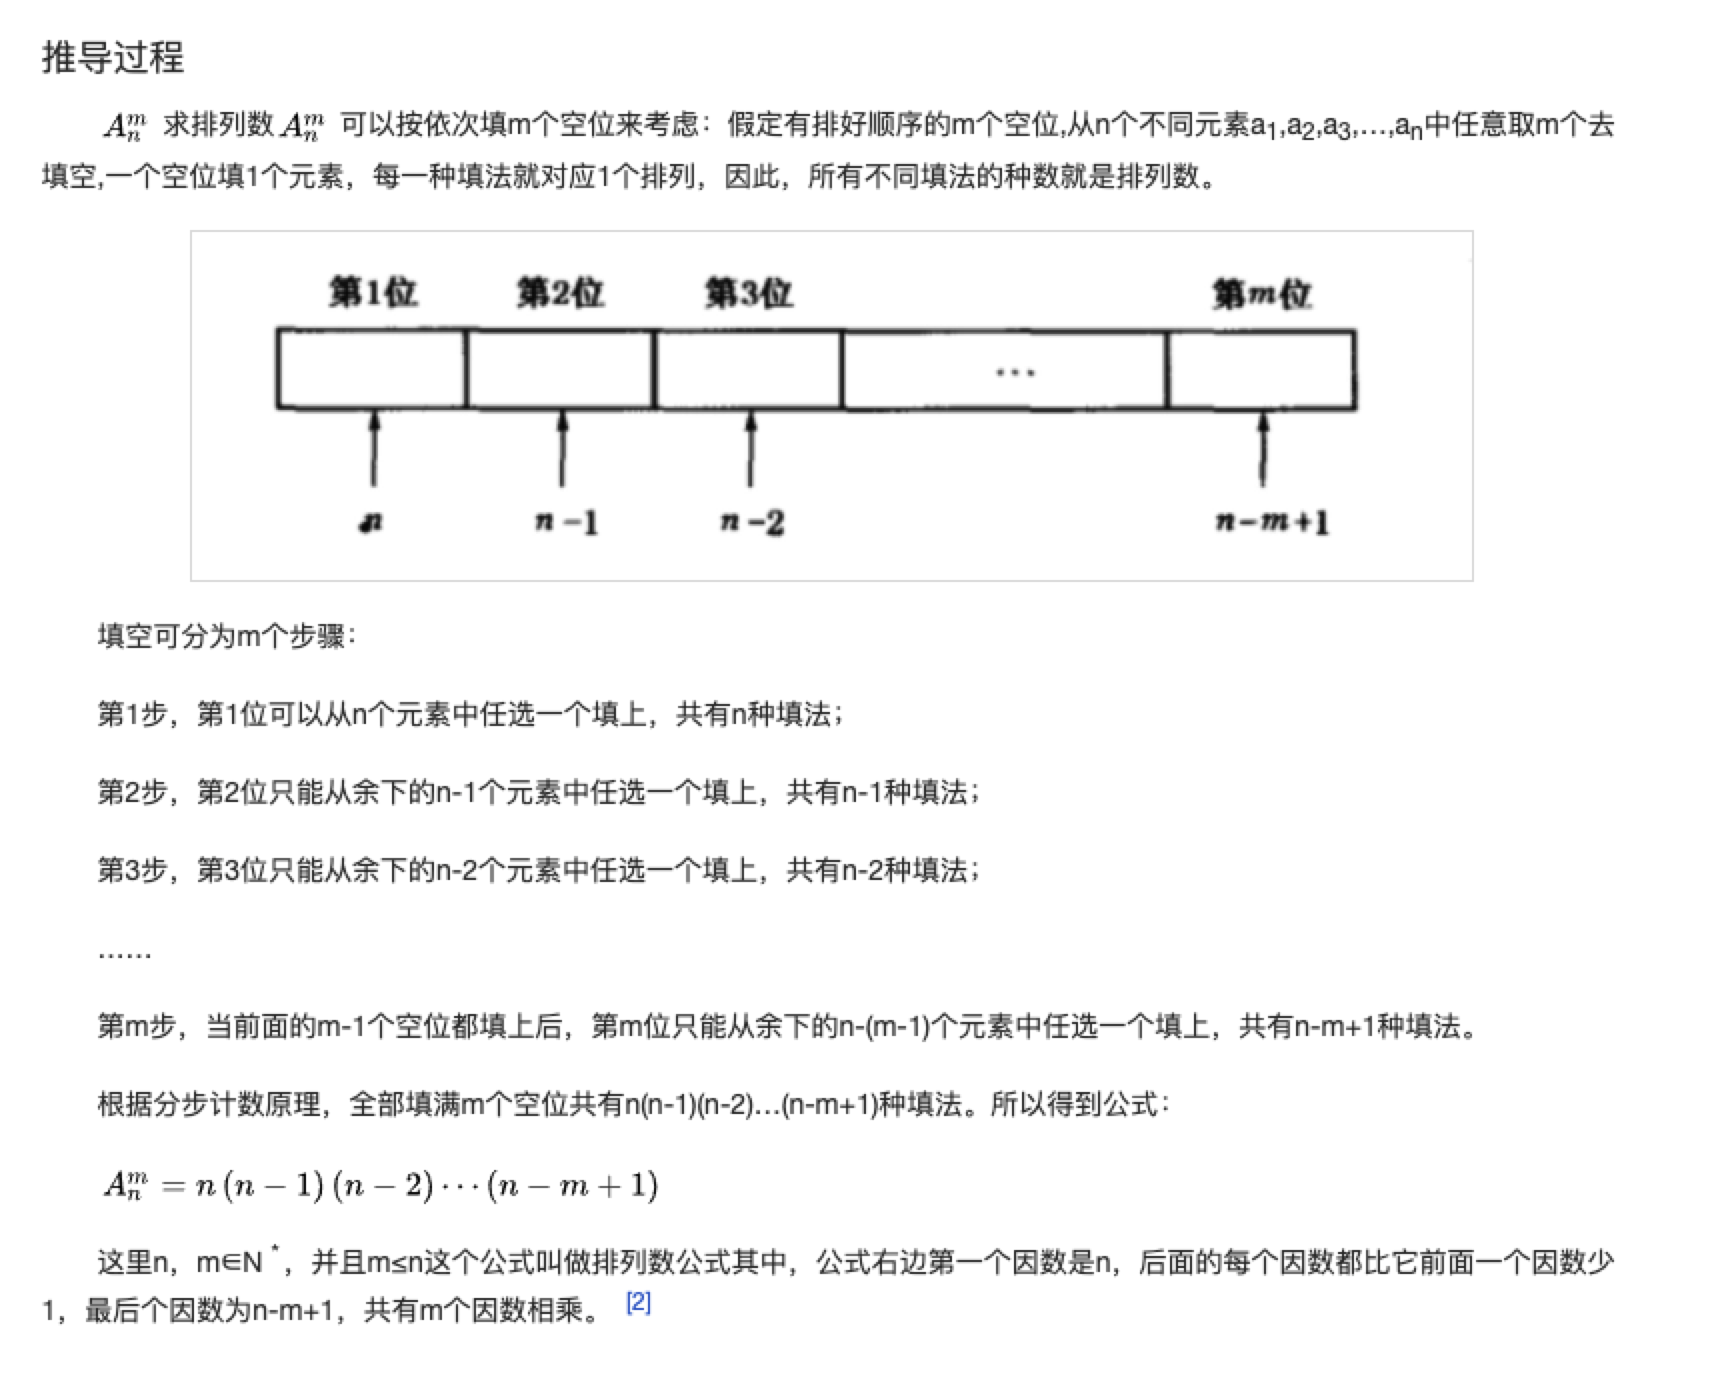 推导过程
A_n^m 求排列数 A_n^m 可以按依次填m个空位来考虑：假定有排好顺序的m个空位,从n个不同元素a₁,a₂,a₃,...,aₙ中任意取m个去
填空,一个空位填1个元素，每一种填法就对应1个排列，因此，所有不同填法的种数就是排列数。
第1位 第2位 第3位 第m位
...
n n-1 n-2 n-m+1
填空可分为m个步骤：
第1步，第1位可以从n个元素中任选一个填上，共有n种填法；
第2步，第2位只能从余下的n-1个元素中任选一个填上，共有n-1种填法；
第3步，第3位只能从余下的n-2个元素中任选一个填上，共有n-2种填法；
……
第m步，当前面的m-1个空位都填上后，第m位只能从余下的n-(m-1)个元素中任选一个填上，共有n-m+1种填法。
根据分步计数原理，全部填满m个空位共有n(n-1)(n-2)…(n-m+1)种填法。所以得到公式：
A_n^m = n (n − 1) (n − 2) ⋯ (n − m + 1)
这里n，m∈N*，并且m≤n这个公式叫做排列数公式其中，公式右边第一个因数是n，后面的每个因数都比它前面一个因数少
1，最后个因数为n-m+1，共有m个因数相乘。 [2]